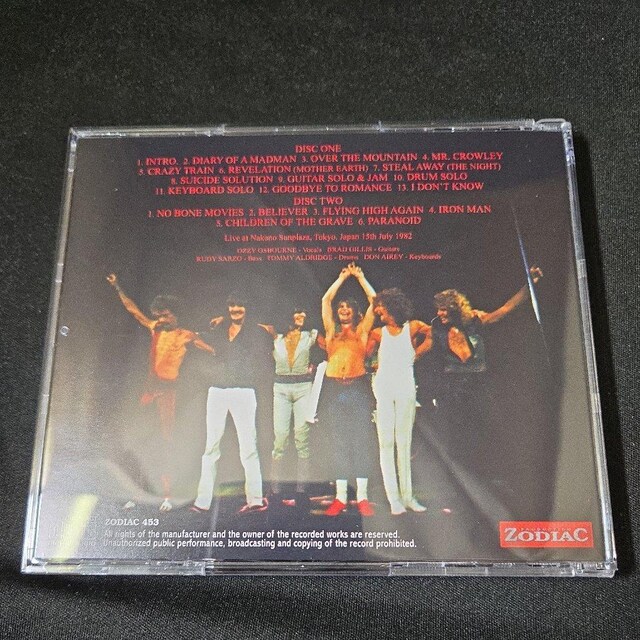 DISC ONE
1. INTRO. 2. DIARY OF A MADMAN 3. OVER THE MOUNTAIN 4. MR. CROWLEY
5. CRAZY TRAIN 6. REVELATION (MOTHER EARTH) 7. STEAL AWAY (THE NIGHT)
8. SUICIDE SOLUTION 9. GUITAR SOLO & JAM 10. DRUM SOLO
11. KEYBOARD SOLO 12. GOODBYE TO ROMANCE 13. I DON'T KNOW
DISC TWO
1. NO BONE MOVIES 2. BELIEVER 3. FLYING HIGH AGAIN 4. IRON MAN
5. CHILDREN OF THE GRAVE 6. PARANOID
Live at Nakano Sunplaza, Tokyo, Japan 15th July 1982
OZZY OSBOURNE - Vocals BRAD GILLIS - Guitars
RUDY SARZO - Bass TOMMY ALDRIDGE - Drums DON AIREY - Keyboards
ZODIAC 453
All rights of the manufacturer and the owner of the recorded works are reserved.
Unauthorized public performance, broadcasting and copying of the record prohibited.
ZODIAC